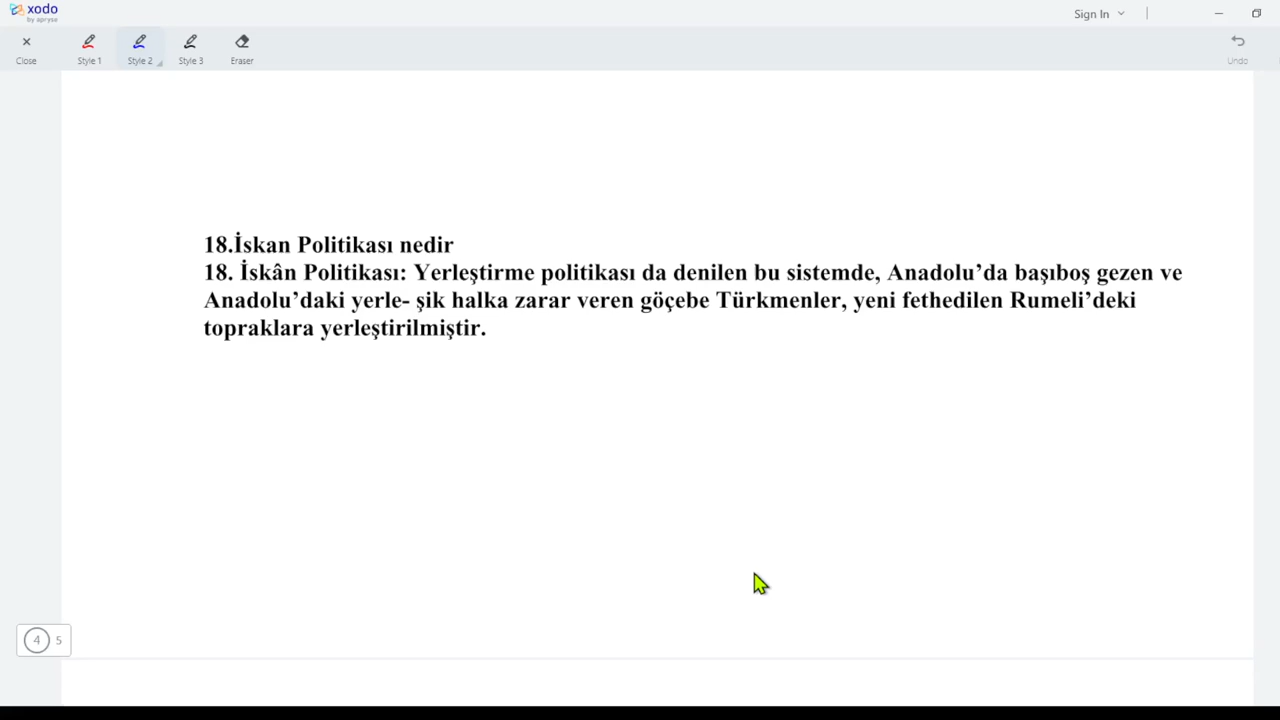 xodo
by apryse
Sign In
Close
Style 1
Style 2
Style 3
Eraser
Undo
18.İskan Politikası nedir
18. İskân Politikası: Yerleştirme politikası da denilen bu sistemde, Anadolu’da başıboş gezen ve
Anadolu’daki yerle- şik halka zarar veren göçebe Türkmenler, yeni fethedilen Rumeli’deki
topraklara yerleştirilmiştir.
4 5